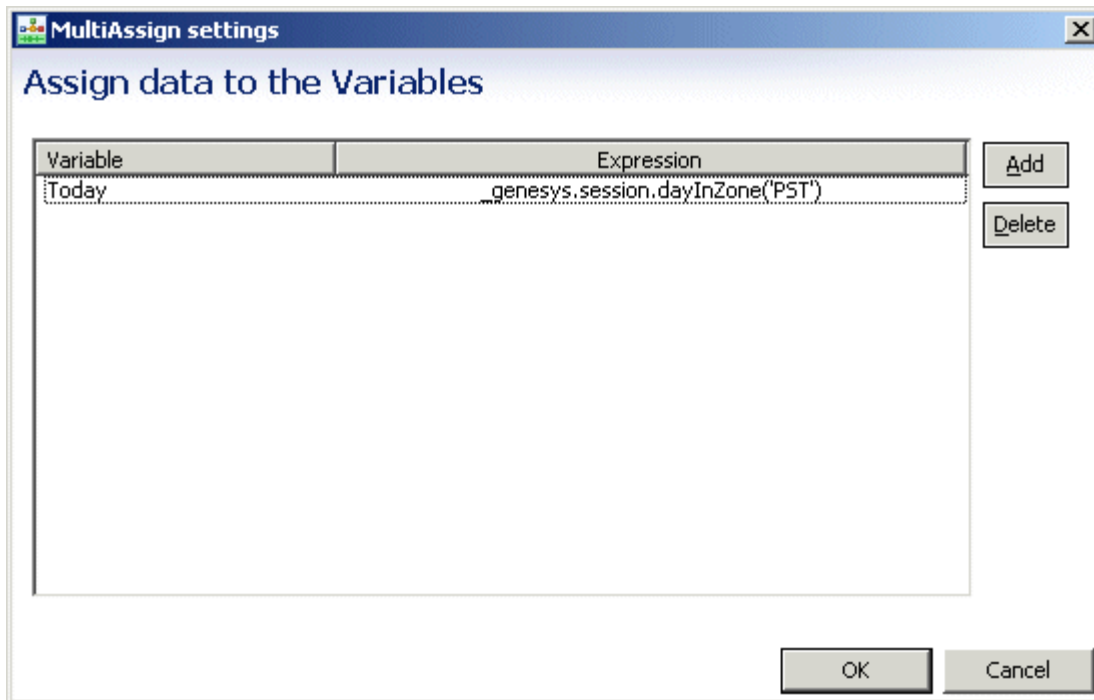 MultiAssign settings
Assign data to the Variables
Variable Expression
Today _genesys.session.dayInZone('PST')
Add
Delete
OK Cancel